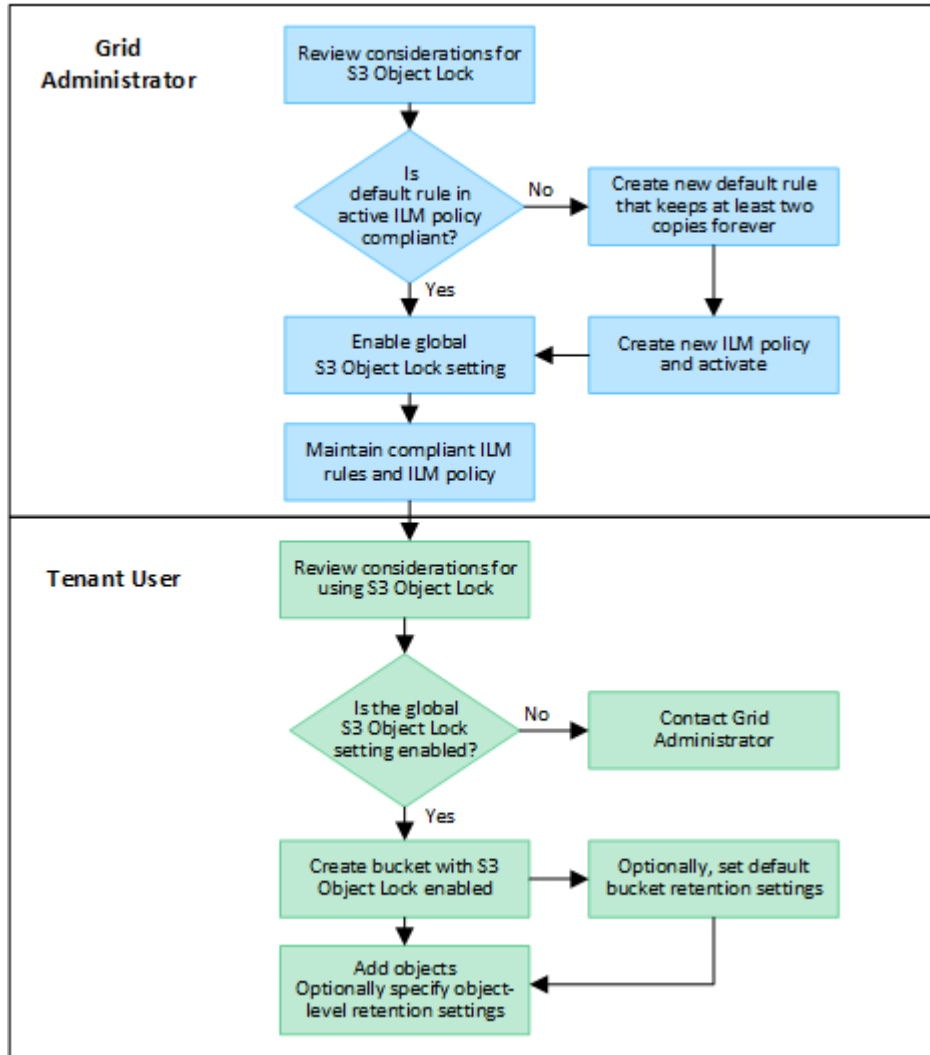 Grid
Administrator
Review considerations for
S3 Object Lock
Is
default rule in
active ILM policy
compliant?
No
Create new default rule
that keeps at least two
copies forever
Yes
Enable global
S3 Object Lock setting
Create new ILM policy
and activate
Maintain compliant ILM
rules and ILM policy
Tenant User
Review considerations for
using S3 Object Lock
Is the global
S3 Object Lock
setting enabled?
No
Contact Grid
Administrator
Yes
Create bucket with S3
Object Lock enabled
Optionally, set default
bucket retention settings
Add objects
Optionally specify object-
level retention settings